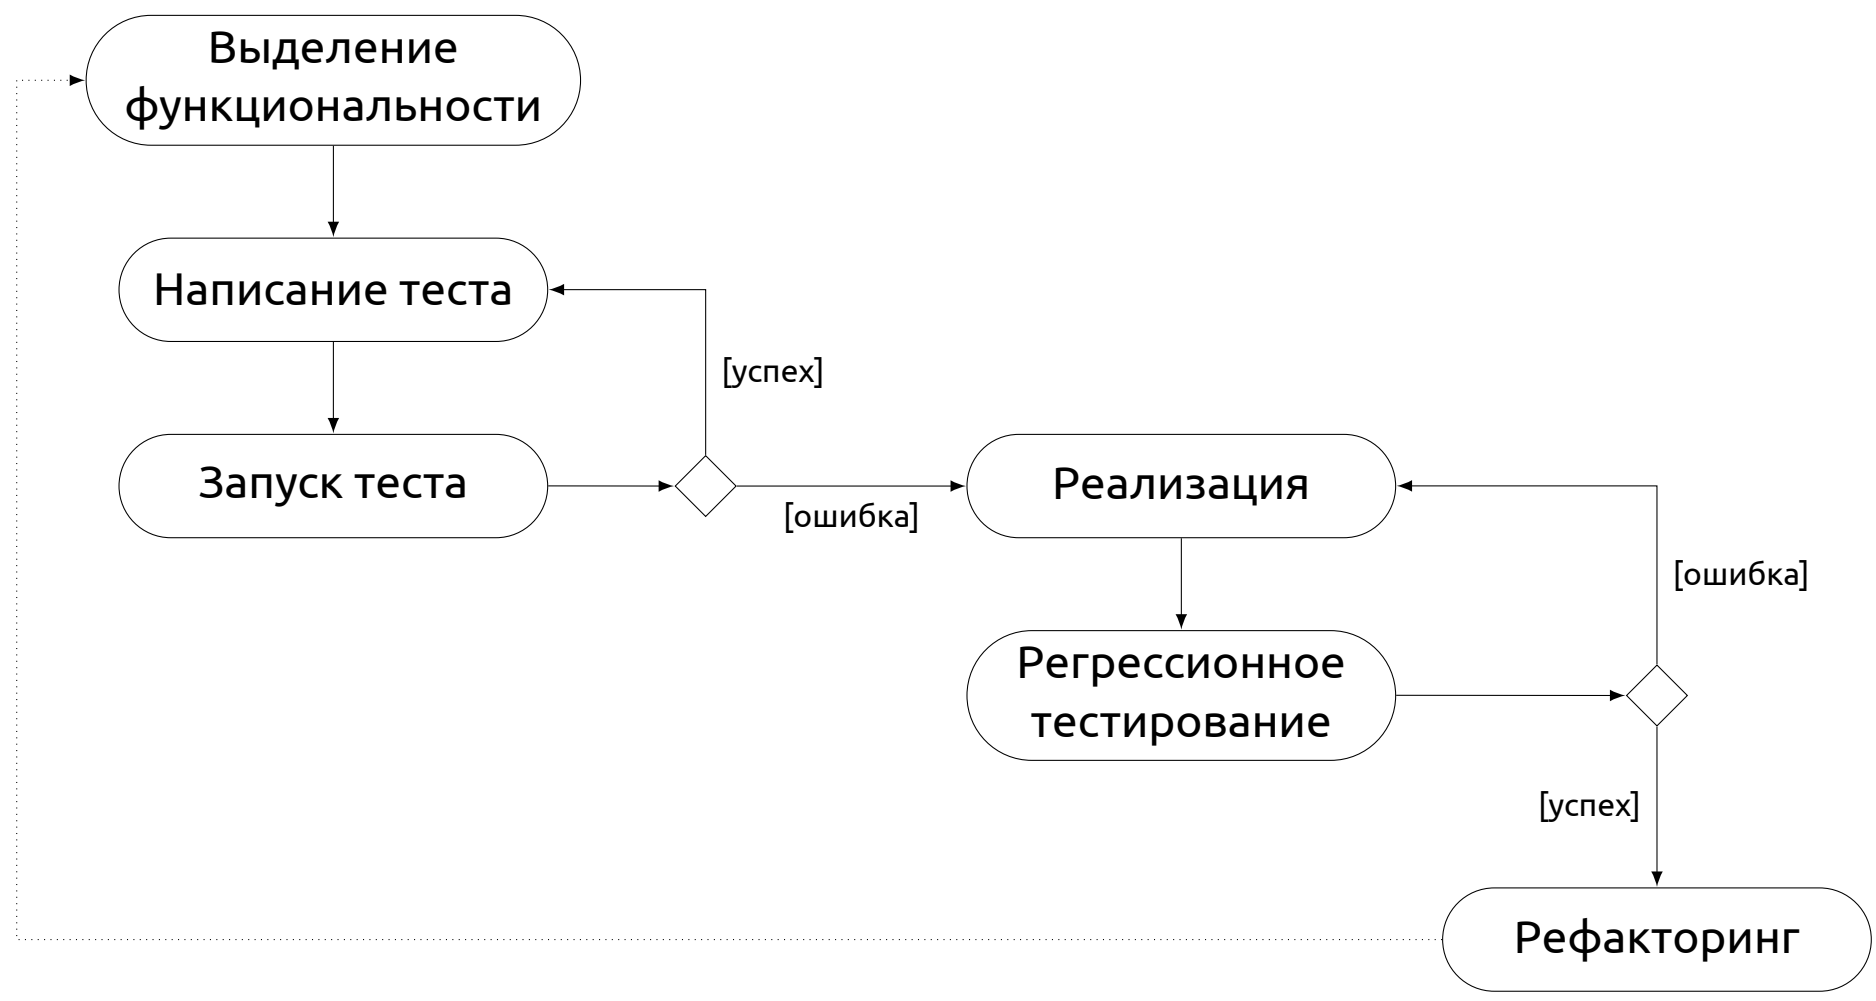 Выделение
функциональности
Написание теста
[успех]
Запуск теста
[ошибка]
Реализация
[ошибка]
Регрессионное
тестирование
[успех]
Рефакторинг